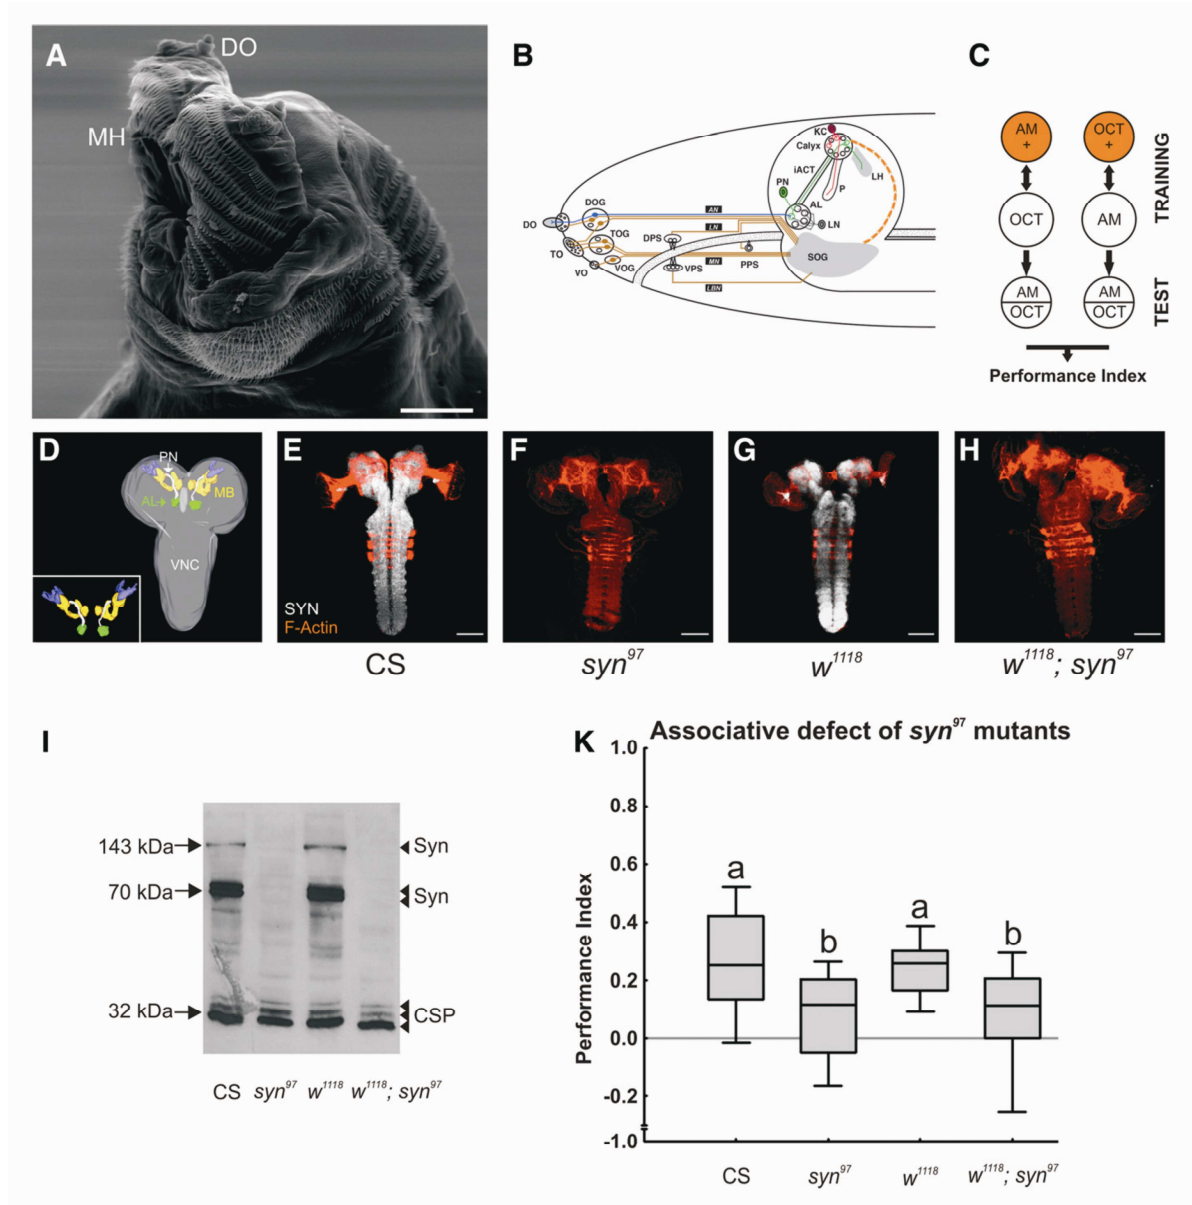 A
DO
MH
B
KC
Calyx
iACT
LH
PN
P
AL
LN
DOG
AN
DO
LN
TOG
DPS
TO
SOG
MN
VO
VOG
VPS
PPS
LBN
C
AM
+
OCT
+
OCT
AM
TRAINING
AM
OCT
AM
OCT
TEST
Performance Index
D
PN
AL
MB
VNC
E
SYN
F-Actin
CS
F
syn97
G
w1118
H
w1118; syn97
I
143 kDa
Syn
70 kDa
Syn
32 kDa
CSP
CS syn97 w1118 w1118; syn97
K
Associative defect of syn97 mutants
Performance Index
1.0
0.8
0.6
0.4
0.2
0.0
-0.2
-1.0
a
b
a
b
CS syn97 w1118 w1118; syn97